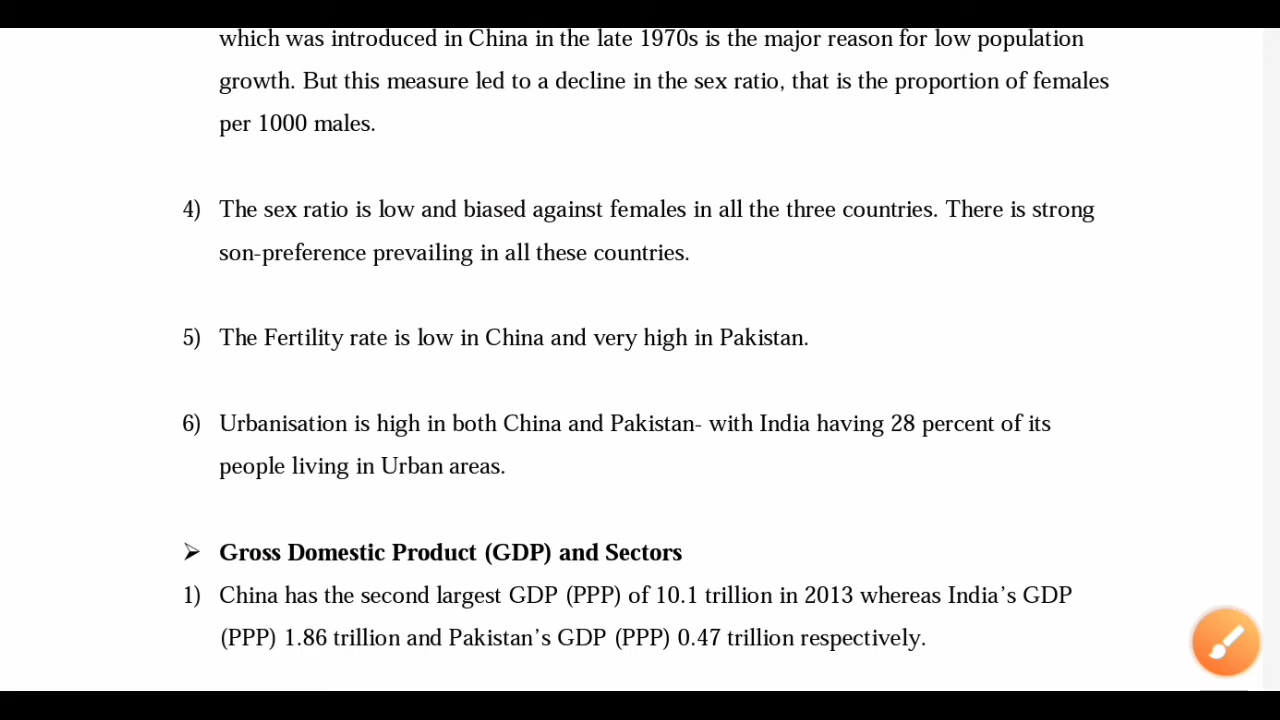 which was introduced in China in the late 1970s is the major reason for low population
growth. But this measure led to a decline in the sex ratio, that is the proportion of females
per 1000 males.
4) The sex ratio is low and biased against females in all the three countries. There is strong
son-preference prevailing in all these countries.
5) The Fertility rate is low in China and very high in Pakistan.
6) Urbanisation is high in both China and Pakistan- with India having 28 percent of its
people living in Urban areas.
➢ Gross Domestic Product (GDP) and Sectors
1) China has the second largest GDP (PPP) of 10.1 trillion in 2013 whereas India’s GDP
(PPP) 1.86 trillion and Pakistan’s GDP (PPP) 0.47 trillion respectively.